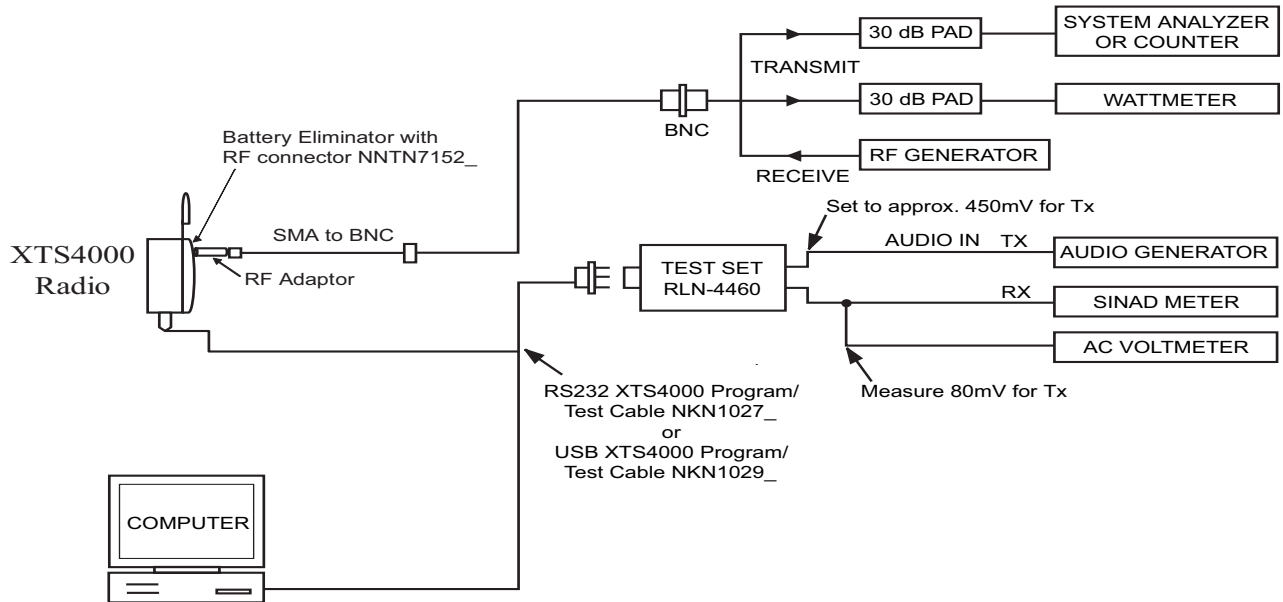 30 dB PAD
SYSTEM ANALYZER
OR COUNTER
TRANSMIT
30 dB PAD
WATTMETER
BNC
RF GENERATOR
RECEIVE
Battery Eliminator with
RF connector NNTN7152_
XTS4000
Radio
SMA to BNC
RF Adaptor
Set to approx. 450mV for Tx
AUDIO IN TX
AUDIO GENERATOR
TEST SET
RLN-4460
RX
SINAD METER
AC VOLTMETER
Measure 80mV for Tx
RS232 XTS4000 Program/
Test Cable NKN1027_
or
USB XTS4000 Program/
Test Cable NKN1029_
COMPUTER